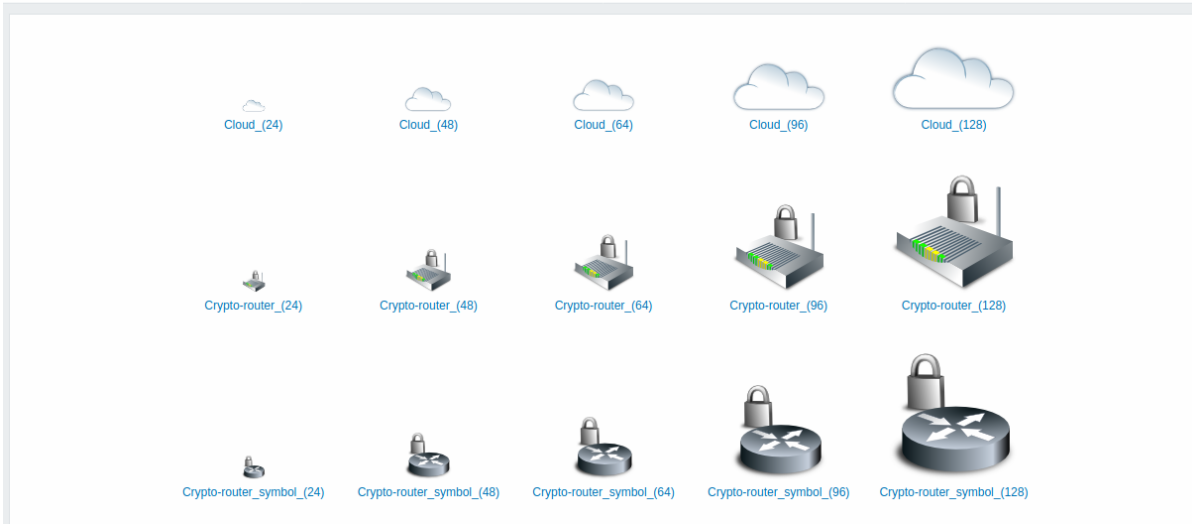 Cloud_(24) Cloud_(48) Cloud_(64) Cloud_(96) Cloud_(128)
Crypto-router_(24) Crypto-router_(48) Crypto-router_(64) Crypto-router_(96) Crypto-router_(128)
Crypto-router_symbol_(24) Crypto-router_symbol_(48) Crypto-router_symbol_(64) Crypto-router_symbol_(96) Crypto-router_symbol_(128)